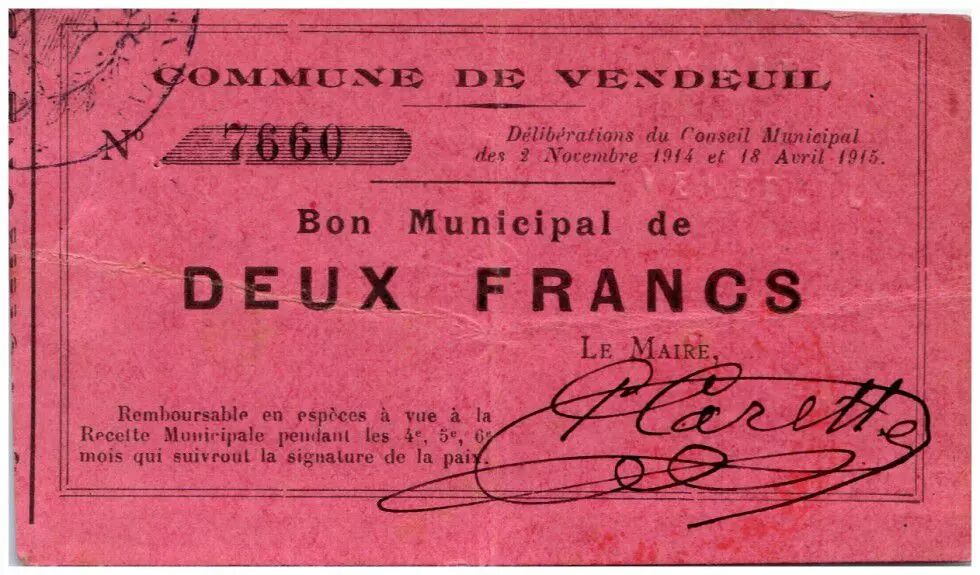 COMMUNE DE VENDEUIL
N° 7660
Délibérations du Conseil Municipal
des 2 Novembre 1914 et 18 Avril 1915.
Bon Municipal de
DEUX FRANCS
LE MAIRE,
Carette
Remboursable en espèces à vue à la
Recette Municipale pendant les 4e, 5e, 6e
mois qui suivront la signature de la paix.